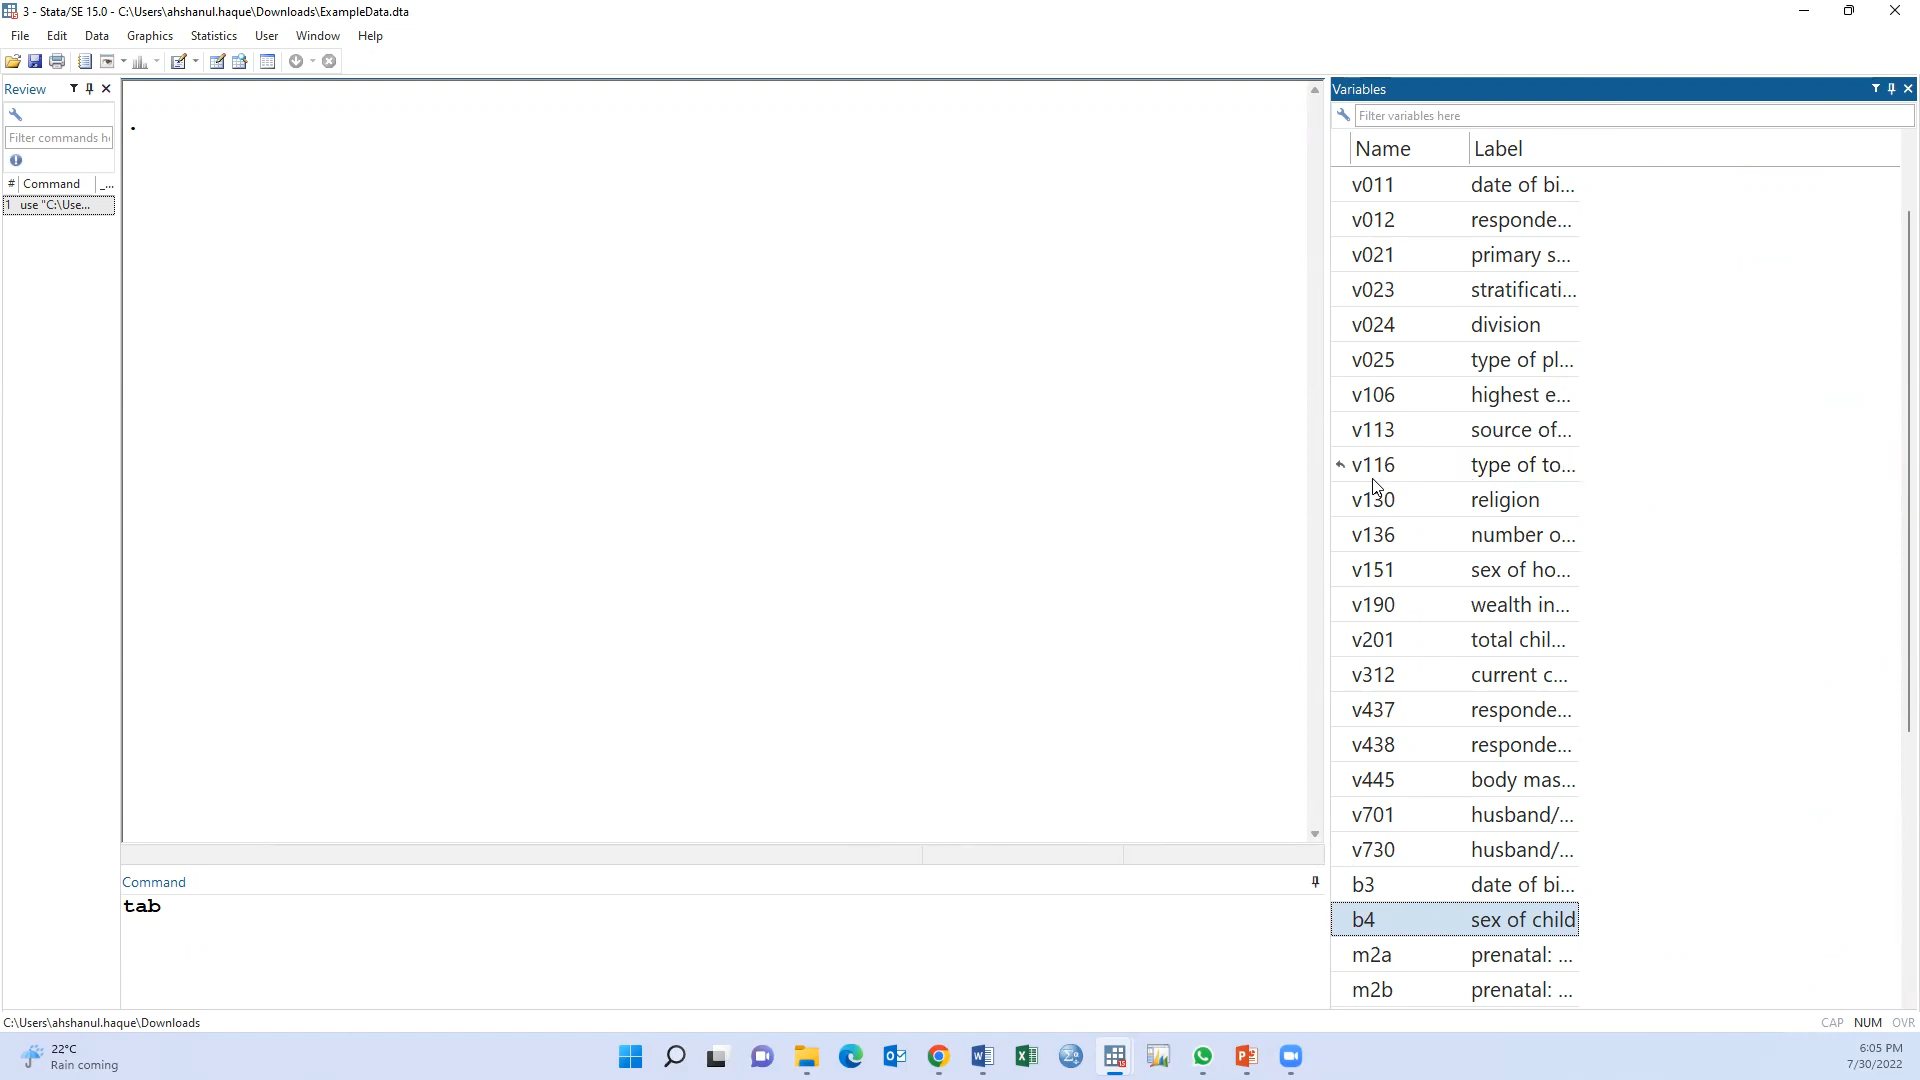 3 - Stata/SE 15.0 - C:\Users\ahshanul.haque\Downloads\ExampleData.dta
File Edit Data Graphics Statistics User Window Help
Review
Filter commands he
# Command _...
1 use "C:\Use...
.
Command
tab
Variables
Filter variables here
Name Label
v011 date of bi...
v012 responde...
v021 primary s...
v023 stratificati...
v024 division
v025 type of pl...
v106 highest e...
v113 source of...
v116 type of to...
v130 religion
v136 number o...
v151 sex of ho...
v190 wealth in...
v201 total chil...
v312 current c...
v437 responde...
v438 responde...
v445 body mas...
v701 husband/...
v730 husband/...
b3 date of bi...
b4 sex of child
m2a prenatal: ...
m2b prenatal: ...
C:\Users\ahshanul.haque\Downloads
CAP NUM OVR
22°C
Rain coming
6:05 PM
7/30/2022